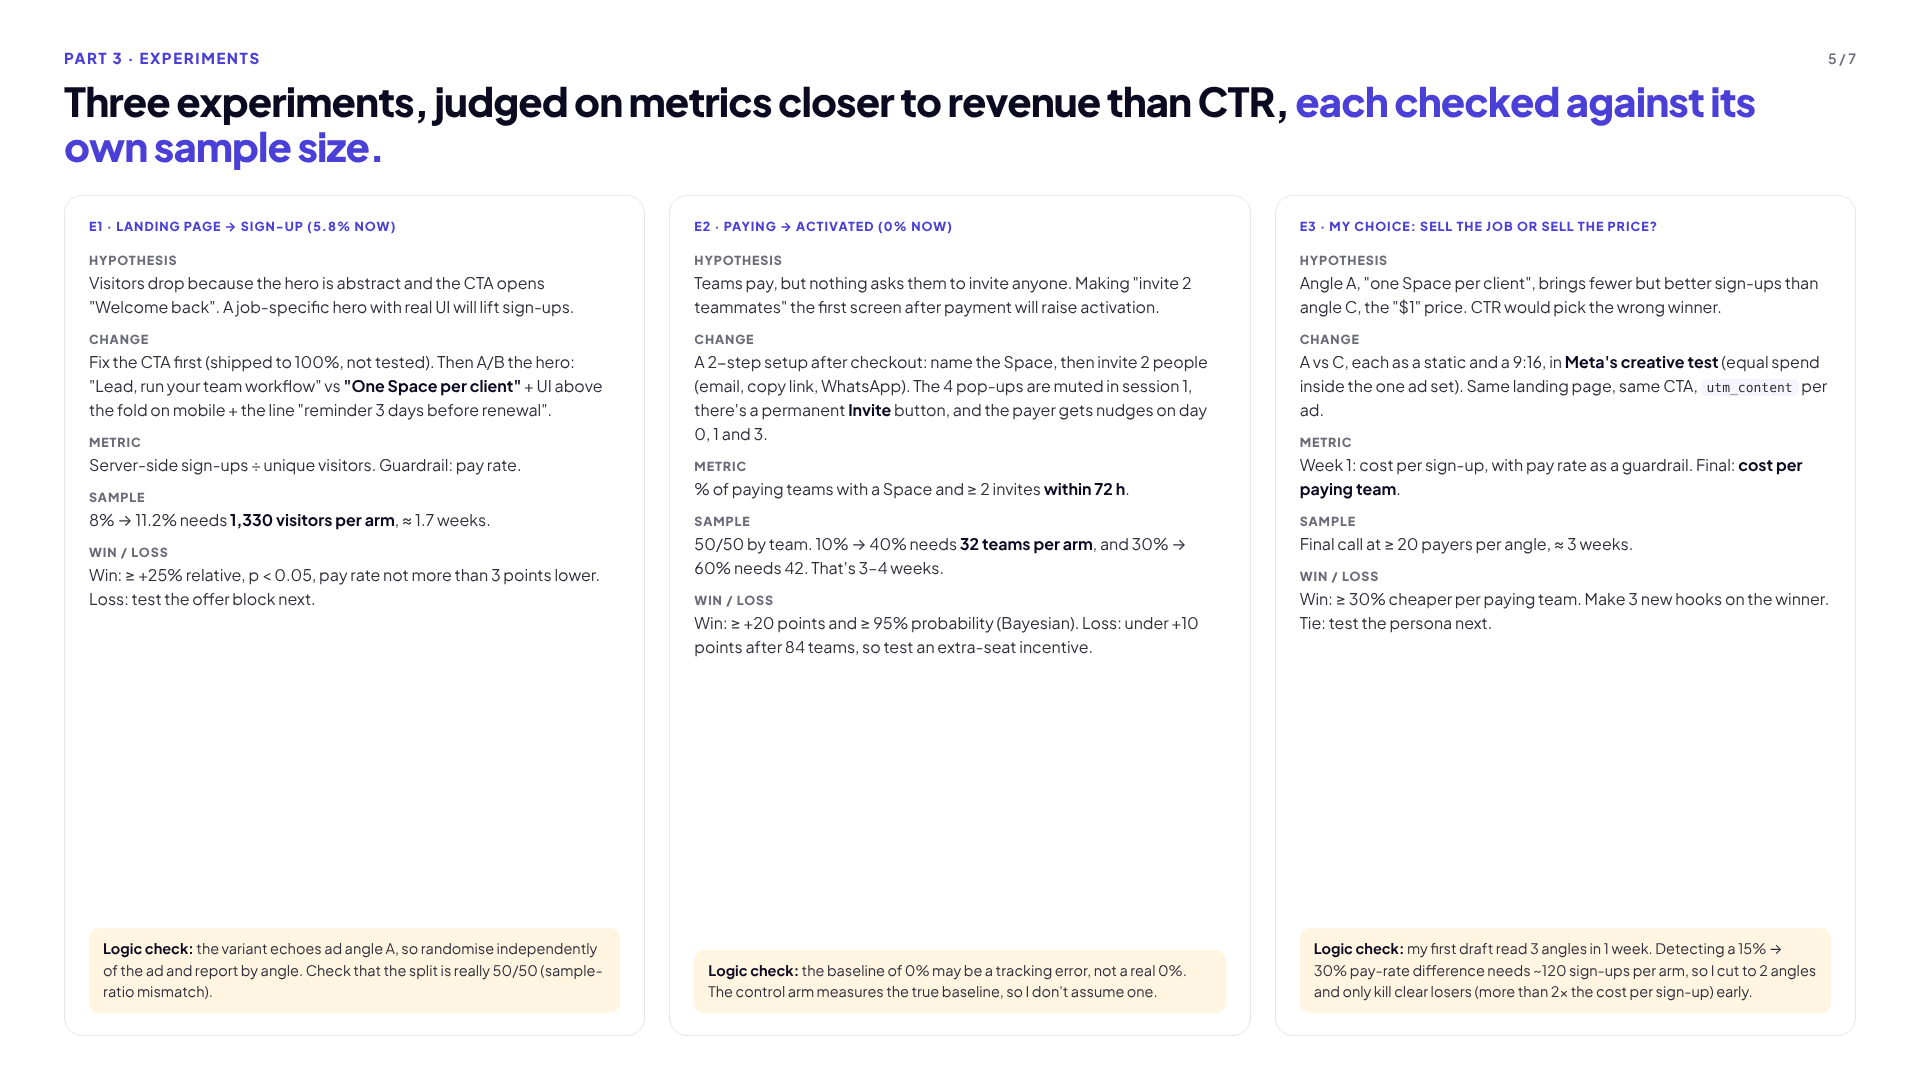 PART 3 · EXPERIMENTS
5 / 7
Three experiments, judged on metrics closer to revenue than CTR, each checked against its
own sample size.
E1 · LANDING PAGE → SIGN-UP (5.8% NOW)
HYPOTHESIS
Visitors drop because the hero is abstract and the CTA opens
"Welcome back". A job-specific hero with real UI will lift sign-ups.
CHANGE
Fix the CTA first (shipped to 100%, not tested). Then A/B the hero:
"Lead, run your team workflow" vs "One Space per client" + UI above
the fold on mobile + the line "reminder 3 days before renewal".
METRIC
Server-side sign-ups ÷ unique visitors. Guardrail: pay rate.
SAMPLE
8% → 11.2% needs 1,330 visitors per arm, ≈ 1.7 weeks.
WIN / LOSS
Win: ≥ +25% relative, p < 0.05, pay rate not more than 3 points lower.
Loss: test the offer block next.
Logic check: the variant echoes ad angle A, so randomise independently
of the ad and report by angle. Check that the split is really 50/50 (sample-
ratio mismatch).
E2 · PAYING → ACTIVATED (0% NOW)
HYPOTHESIS
Teams pay, but nothing asks them to invite anyone. Making "invite 2
teammates" the first screen after payment will raise activation.
CHANGE
A 2–step setup after checkout: name the Space, then invite 2 people
(email, copy link, WhatsApp). The 4 pop-ups are muted in session 1,
there's a permanent Invite button, and the payer gets nudges on day
0, 1 and 3.
METRIC
% of paying teams with a Space and ≥ 2 invites within 72 h.
SAMPLE
50/50 by team. 10% → 40% needs 32 teams per arm, and 30% →
60% needs 42. That's 3–4 weeks.
WIN / LOSS
Win: ≥ +20 points and ≥ 95% probability (Bayesian). Loss: under +10
points after 84 teams, so test an extra-seat incentive.
Logic check: the baseline of 0% may be a tracking error, not a real 0%.
The control arm measures the true baseline, so I don't assume one.
E3 · MY CHOICE: SELL THE JOB OR SELL THE PRICE?
HYPOTHESIS
Angle A, "one Space per client", brings fewer but better sign-ups than
angle C, the "$1" price. CTR would pick the wrong winner.
CHANGE
A vs C, each as a static and a 9:16, in Meta's creative test (equal spend
inside the one ad set). Same landing page, same CTA, utm_content per
ad.
METRIC
Week 1: cost per sign-up, with pay rate as a guardrail. Final: cost per
paying team.
SAMPLE
Final call at ≥ 20 payers per angle, ≈ 3 weeks.
WIN / LOSS
Win: ≥ 30% cheaper per paying team. Make 3 new hooks on the winner.
Tie: test the persona next.
Logic check: my first draft read 3 angles in 1 week. Detecting a 15% →
30% pay-rate difference needs ~120 sign-ups per arm, so I cut to 2 angles
and only kill clear losers (more than 2× the cost per sign-up) early.